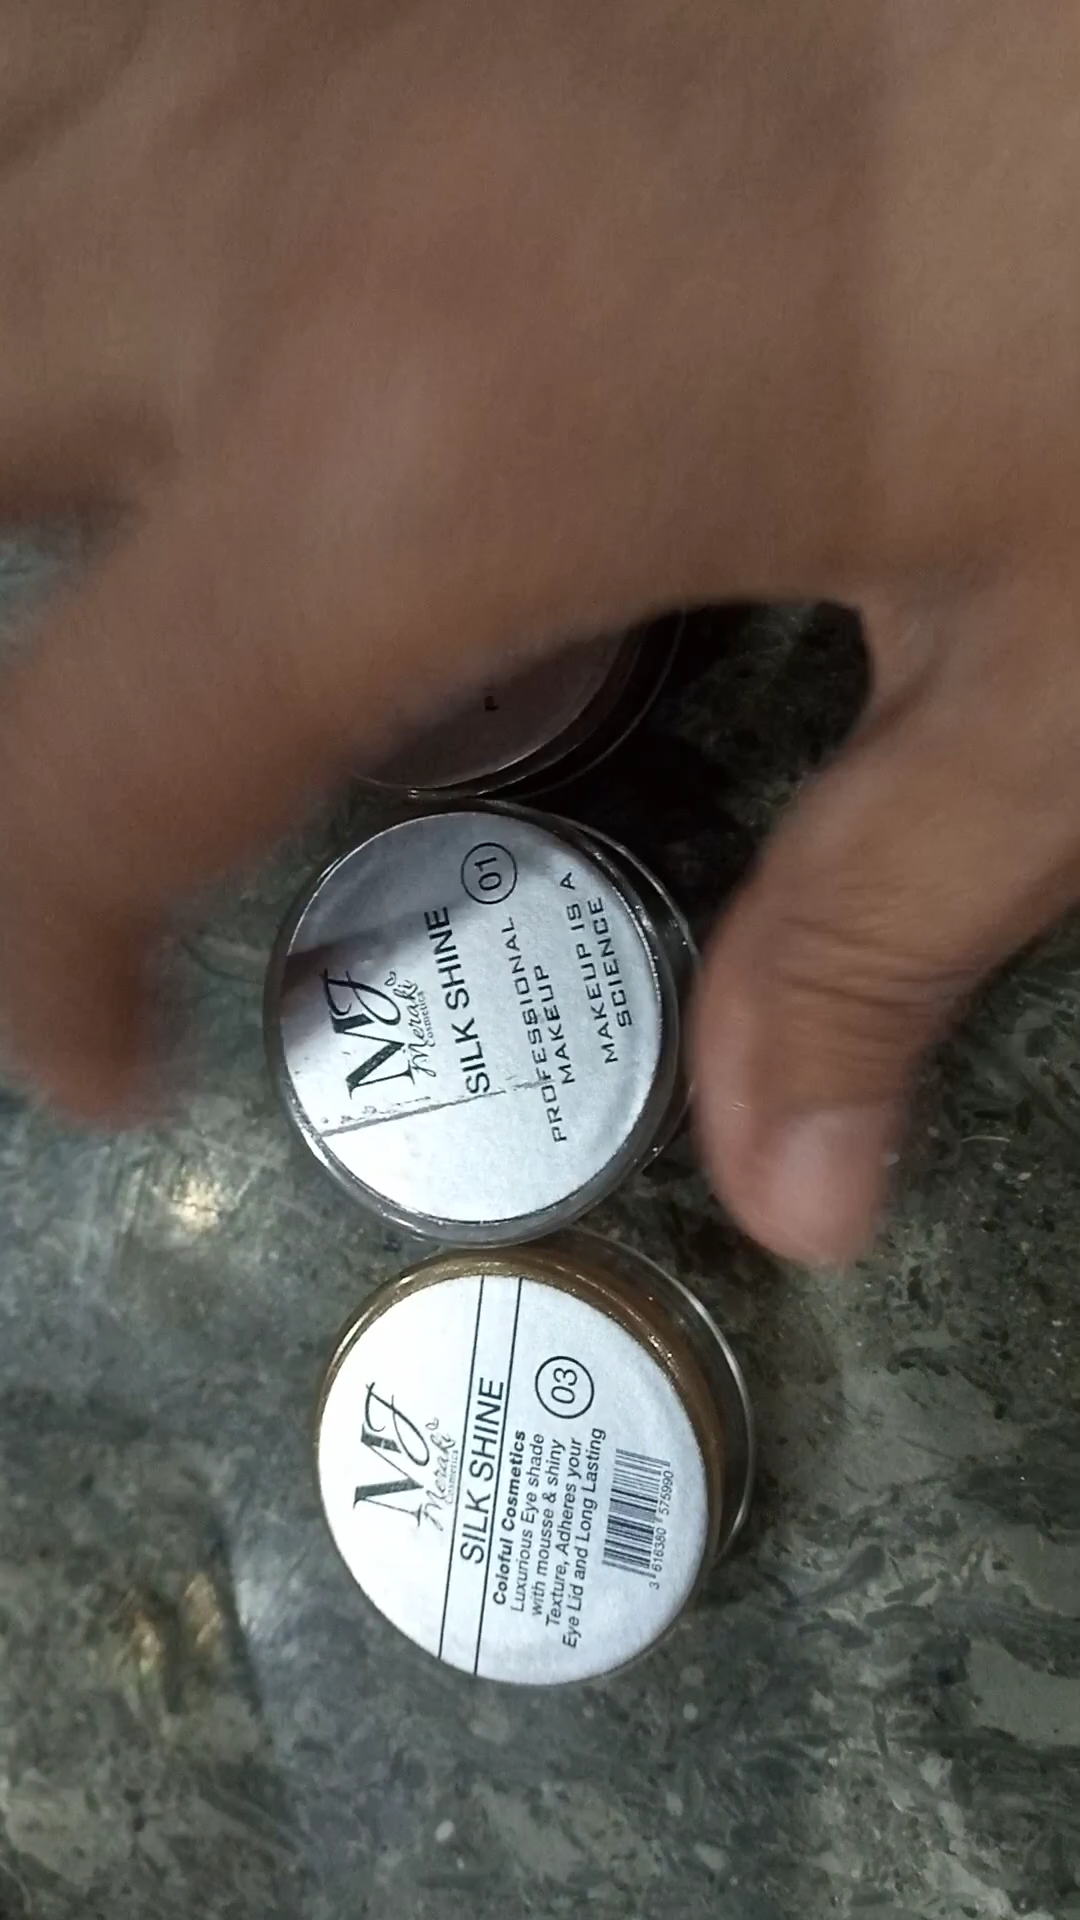 MJ
Meraki
Cosmetics
SILK SHINE
01
PROFESSIONAL
MAKEUP
MAKEUP IS A
SCIENCE
MJ
Meraki
Cosmetics
SILK SHINE
Coloful Cosmetics
03
Luxurious Eye shade
with mousse & shiny
Texture, Adheres your
Eye Lid and Long Lasting
3 616380 575990